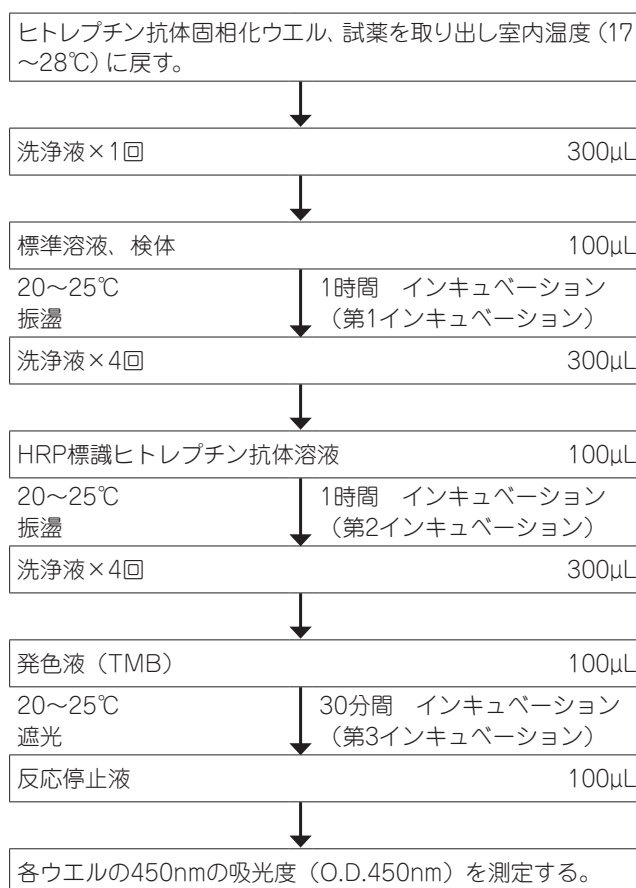 ヒトレプチン抗体固相化ウエル、試薬を取り出し室内温度（17
～28℃）に戻す。
洗浄液×1回 300μL
標準溶液、検体 100μL
20～25℃ 1時間　インキュベーション
振盪 （第1インキュベーション）
洗浄液×4回 300μL
HRP標識ヒトレプチン抗体溶液 100μL
20～25℃ 1時間　インキュベーション
振盪 （第2インキュベーション）
洗浄液×4回 300μL
発色液（TMB） 100μL
20～25℃ 30分間　インキュベーション
遮光 （第3インキュベーション）
反応停止液 100μL
各ウエルの450nmの吸光度（O.D.450nm）を測定する。